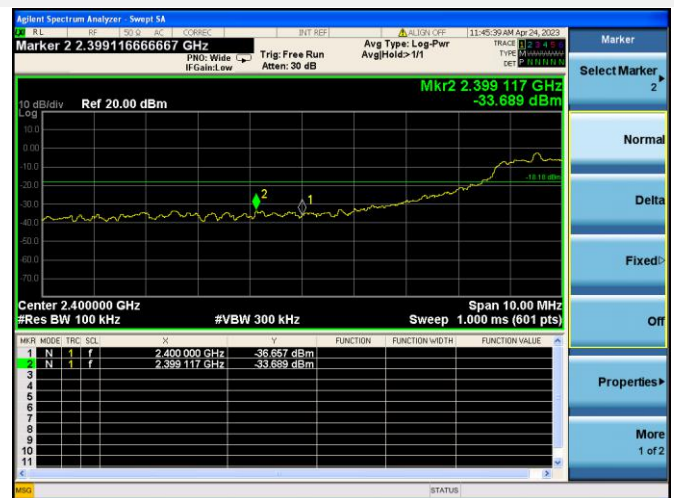 Agilent Spectrum Analyzer - Swept SA
RL RF 50 Ω AC CORREC INT REF ALIGN OFF 11:45:39 AM Apr 24, 2023
Marker 2 2.399116666667 GHz
PNO: Wide
IFGain:Low
Trig: Free Run
Atten: 30 dB
Avg Type: Log-Pwr
Avg|Hold>1/1
TRACE 1 2 3 4 5 6
TYPE M
DET P N N N N N
Mkr2 2.399 117 GHz
-33.689 dBm
10 dB/div Ref 20.00 dBm
Log
10.0
0.00
-10.0
-20.0
-30.0
-40.0
-50.0
-60.0
-70.0
2
1
Center 2.400000 GHz Span 10.00 MHz
#Res BW 100 kHz #VBW 300 kHz Sweep 1.000 ms (601 pts)
MKR MODE TRC SCL X Y FUNCTION FUNCTION WIDTH FUNCTION VALUE
1 N 1 f 2.400 000 GHz -36.657 dBm
2 N 1 f 2.399 117 GHz -33.689 dBm
3
4
5
6
7
8
9
10
11
MSG STATUS
Marker
Select Marker
2
Normal
Delta
Fixed
Off
Properties
More
1 of 2